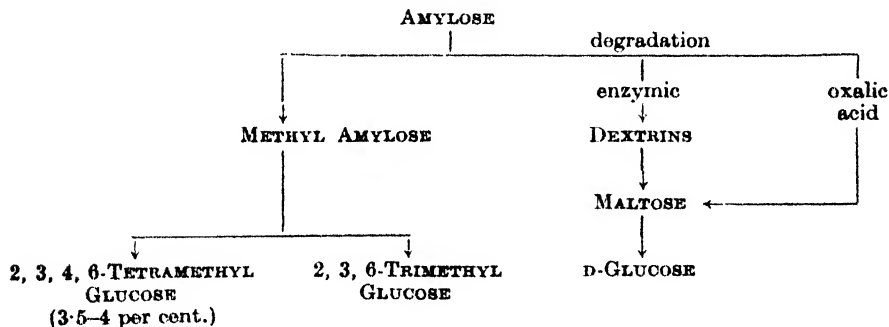 AMYLOSE
degradation
enzymic
oxalic
acid
METHYL AMYLOSE
DEXTRINS
MALTOSE
2, 3, 4, 6-TETRAMETHYL
GLUCOSE
(3·5–4 per cent.)
2, 3, 6-TRIMETHYL
GLUCOSE
D-GLUCOSE